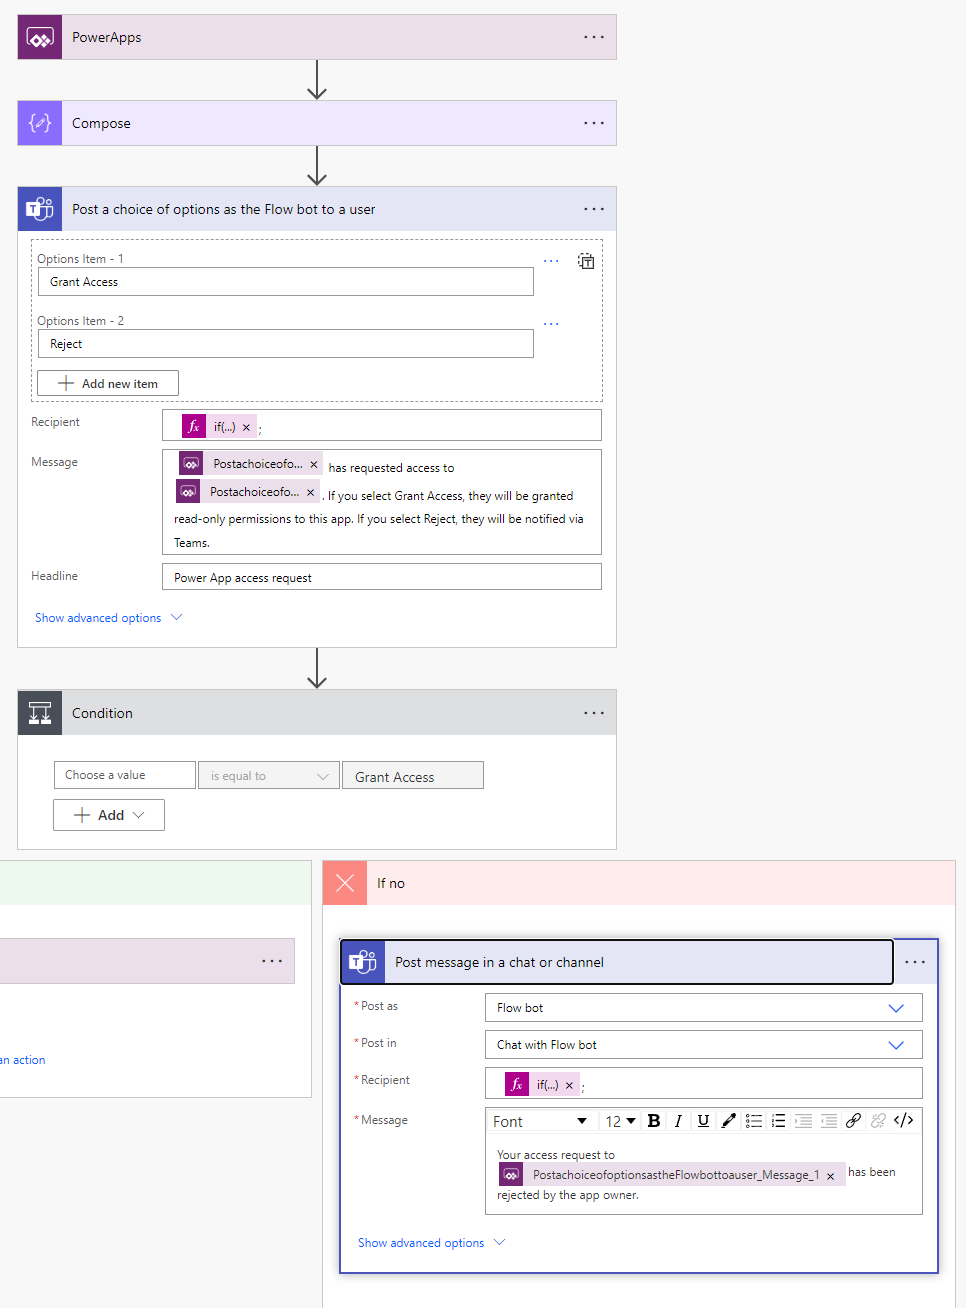 PowerApps
Compose
Post a choice of options as the Flow bot to a user
Options Item - 1
Grant Access
Options Item - 2
Reject
Add new item
Recipient
fx if(...) × ;
Message
Postachoiceofo... × has requested access to
Postachoiceofo... × . If you select Grant Access, they will be granted
read-only permissions to this app. If you select Reject, they will be notified via
Teams.
Headline
Power App access request
Show advanced options
Condition
Choose a value
is equal to
Grant Access
Add
If no
an action
Post message in a chat or channel
* Post as
Flow bot
* Post in
Chat with Flow bot
* Recipient
fx if(...) × ;
* Message
Font 12 B I U </>
Your access request to
PostachoiceofoptionsastheFlowbottoauser_Message_1 × has been
rejected by the app owner.
Show advanced options